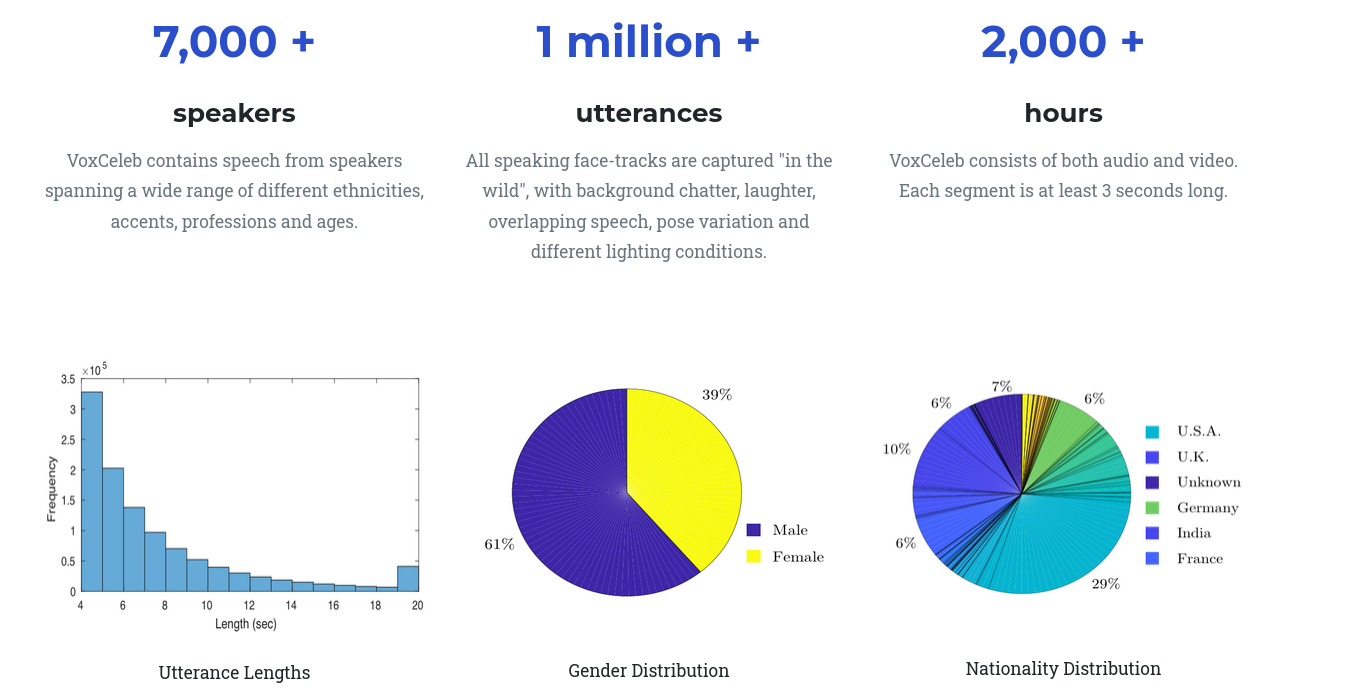 7,000 +
speakers
VoxCeleb contains speech from speakers
spanning a wide range of different ethnicities,
accents, professions and ages.
1 million +
utterances
All speaking face-tracks are captured "in the
wild", with background chatter, laughter,
overlapping speech, pose variation and
different lighting conditions.
2,000 +
hours
VoxCeleb consists of both audio and video.
Each segment is at least 3 seconds long.
×10^5
3.5
3
2.5
2
1.5
1
0.5
0
Frequency
4 6 8 10 12 14 16 18 20
Length (sec)
Utterance Lengths
39%
61%
Male
Female
Gender Distribution
7%
6%
6%
10%
6%
29%
U.S.A.
U.K.
Unknown
Germany
India
France
Nationality Distribution